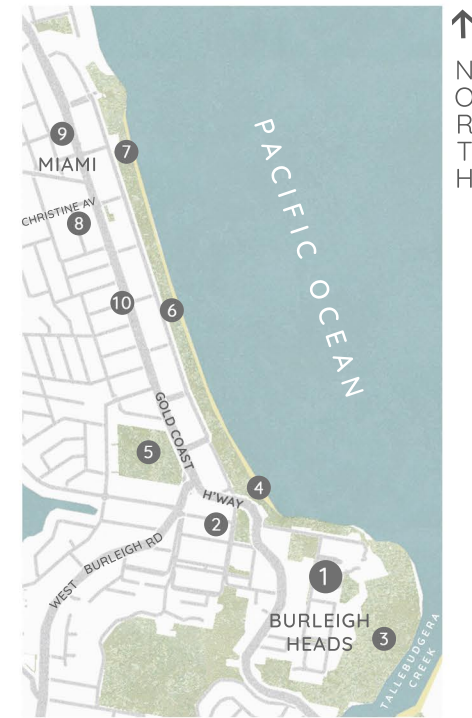 NORTH
PACIFIC OCEAN
9
MIAMI
7
CHRISTINE AV
8
10
6
GOLD COAST
H'WAY
5
4
2
WEST BURLEIGH RD
1
BURLEIGH
HEADS
3
TALLEBUDGERA
CREEK